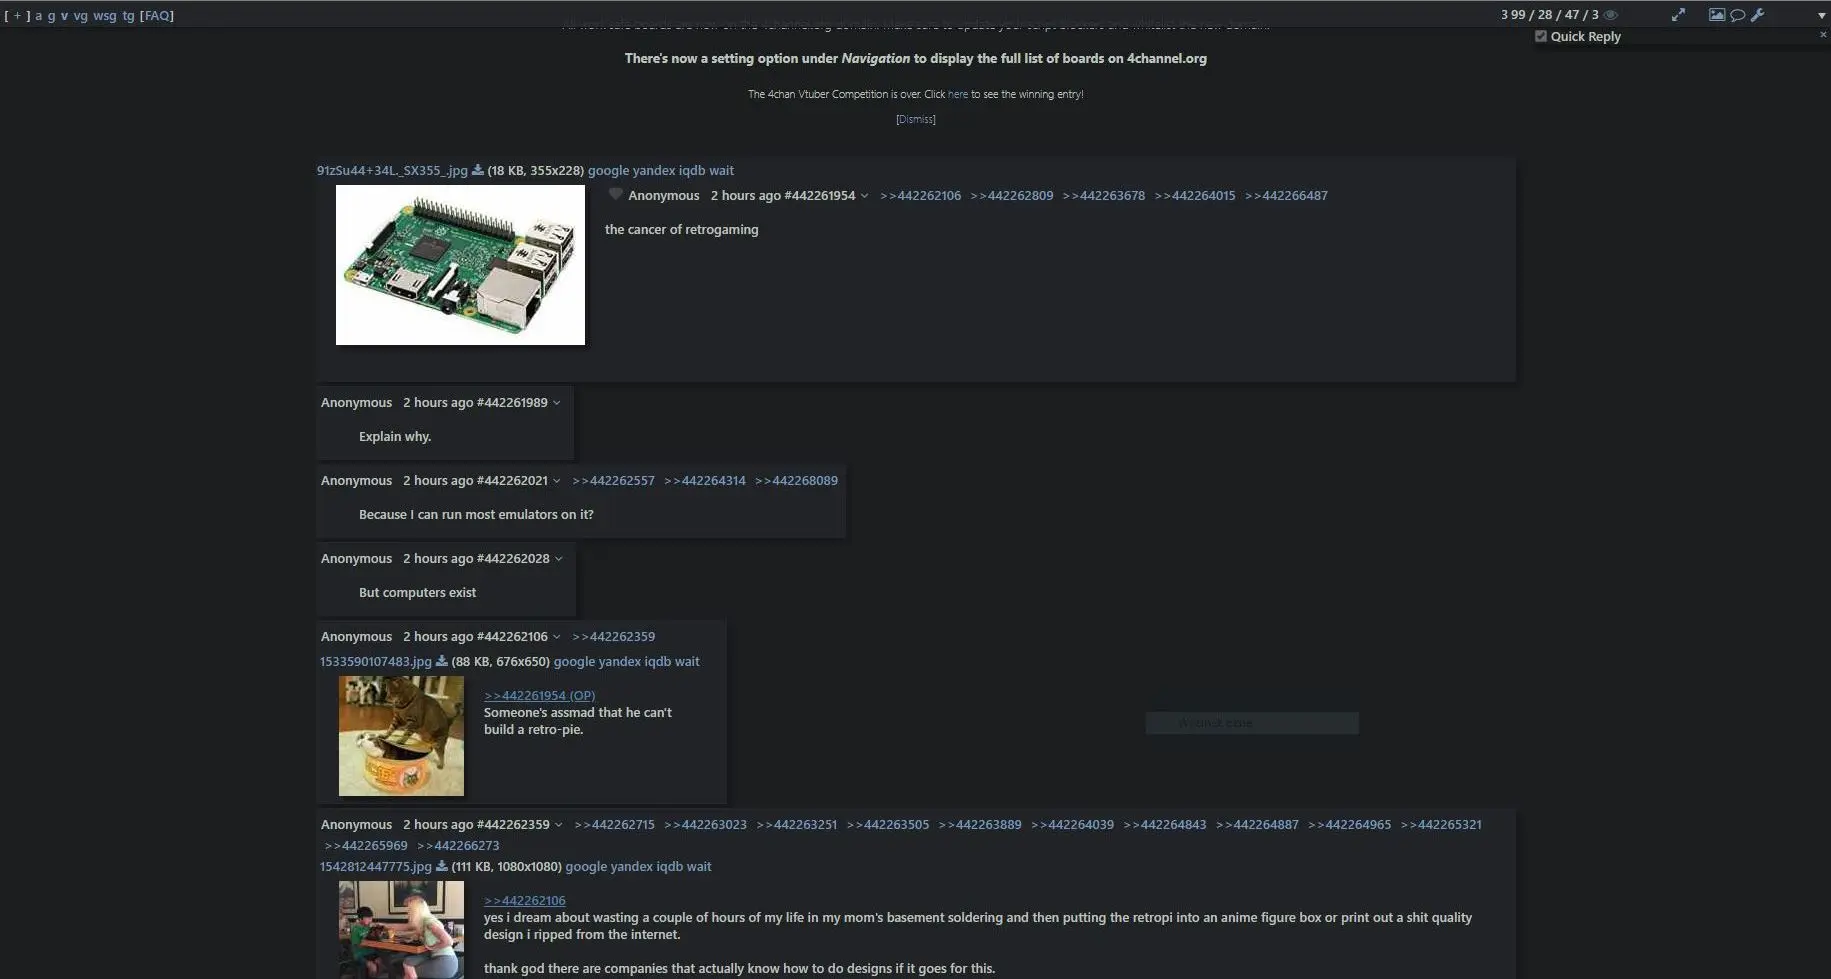 [ + ] a g v vg wsg tg [FAQ]
3 99 / 28 / 47 / 3
Quick Reply
×
There's now a setting option under Navigation to display the full list of boards on 4channel.org
The 4chan Vtuber Competition is over. Click here to see the winning entry!
[Dismiss]
91zSu44+34L._SX355_.jpg (18 KB, 355x228) google yandex iqdb wait
Anonymous 2 hours ago #442261954 >>442262106 >>442262809 >>442263678 >>442264015 >>442266487
the cancer of retrogaming
Anonymous 2 hours ago #442261989
Explain why.
Anonymous 2 hours ago #442262021 >>442262557 >>442264314 >>442268089
Because I can run most emulators on it?
Anonymous 2 hours ago #442262028
But computers exist
Anonymous 2 hours ago #442262106 >>442262359
1533590107483.jpg (88 KB, 676x650) google yandex iqdb wait
>>442261954 (OP)
Someone's assmad that he can't
build a retro-pie.
Anonymous 2 hours ago #442262359 >>442262715 >>442263023 >>442263251 >>442263505 >>442263889 >>442264039 >>442264843 >>442264887 >>442264965 >>442265321
>>442265969 >>442266273
1542812447775.jpg (111 KB, 1080x1080) google yandex iqdb wait
>>442262106
yes i dream about wasting a couple of hours of my life in my mom's basement soldering and then putting the retropi into an anime figure box or print out a shit quality
design i ripped from the internet.
thank god there are companies that actually know how to do designs if it goes for this.